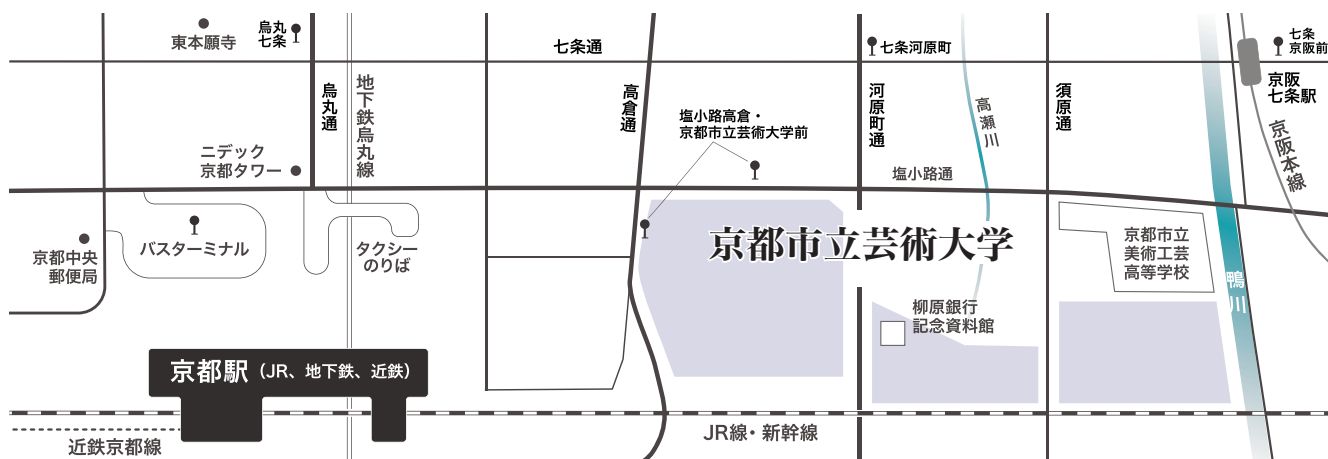 東本願寺
烏丸
七条
七条通
七条河原町
七条
京阪前
京阪
七条駅
烏丸通
地下鉄烏丸線
高倉通
塩小路高倉・
京都市立芸術大学前
河原町通
高瀬川
須原通
京阪本線
ニデック
京都タワー
塩小路通
京都中央
郵便局
バスターミナル
タクシー
のりば
京都市立芸術大学
京都市立
美術工芸
高等学校
鴨川
柳原銀行
記念資料館
京都駅（JR、地下鉄、近鉄）
近鉄京都線
JR線・新幹線